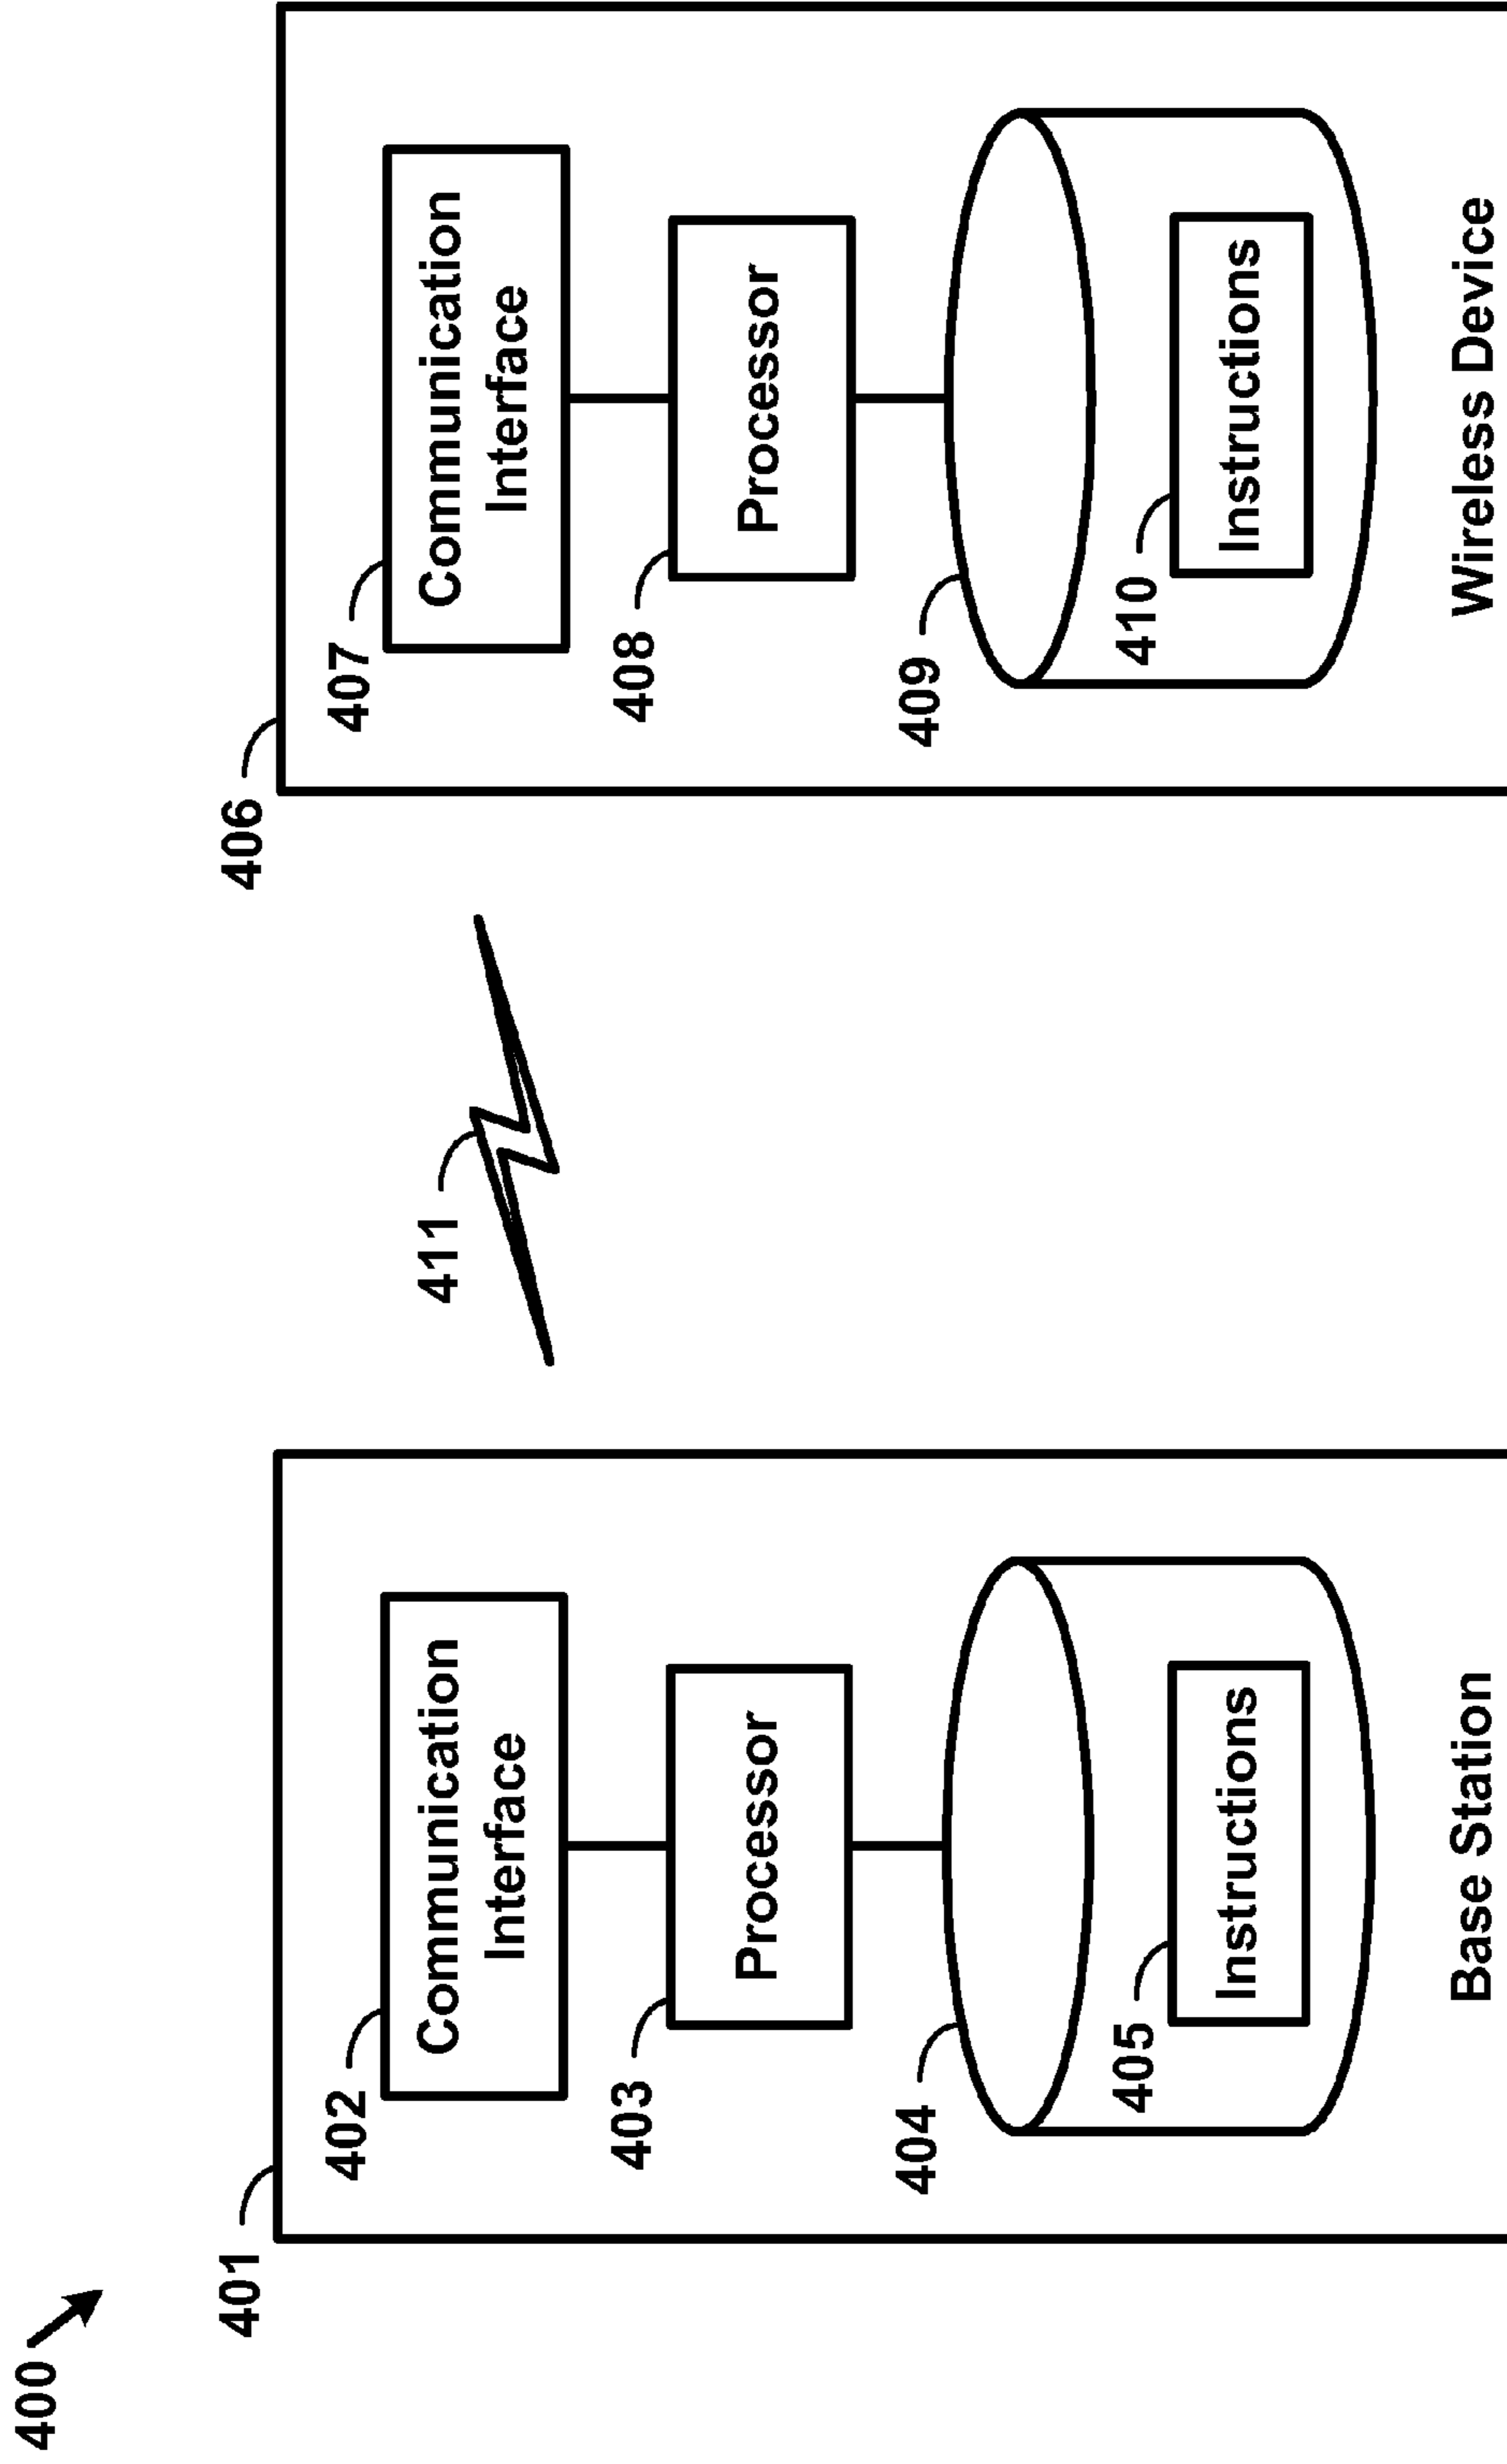 400
401
402
Communication
Interface
403
Processor
404
405
Instructions
Base Station
411
406
407
Communication
Interface
408
Processor
409
410
Instructions
Wireless Device